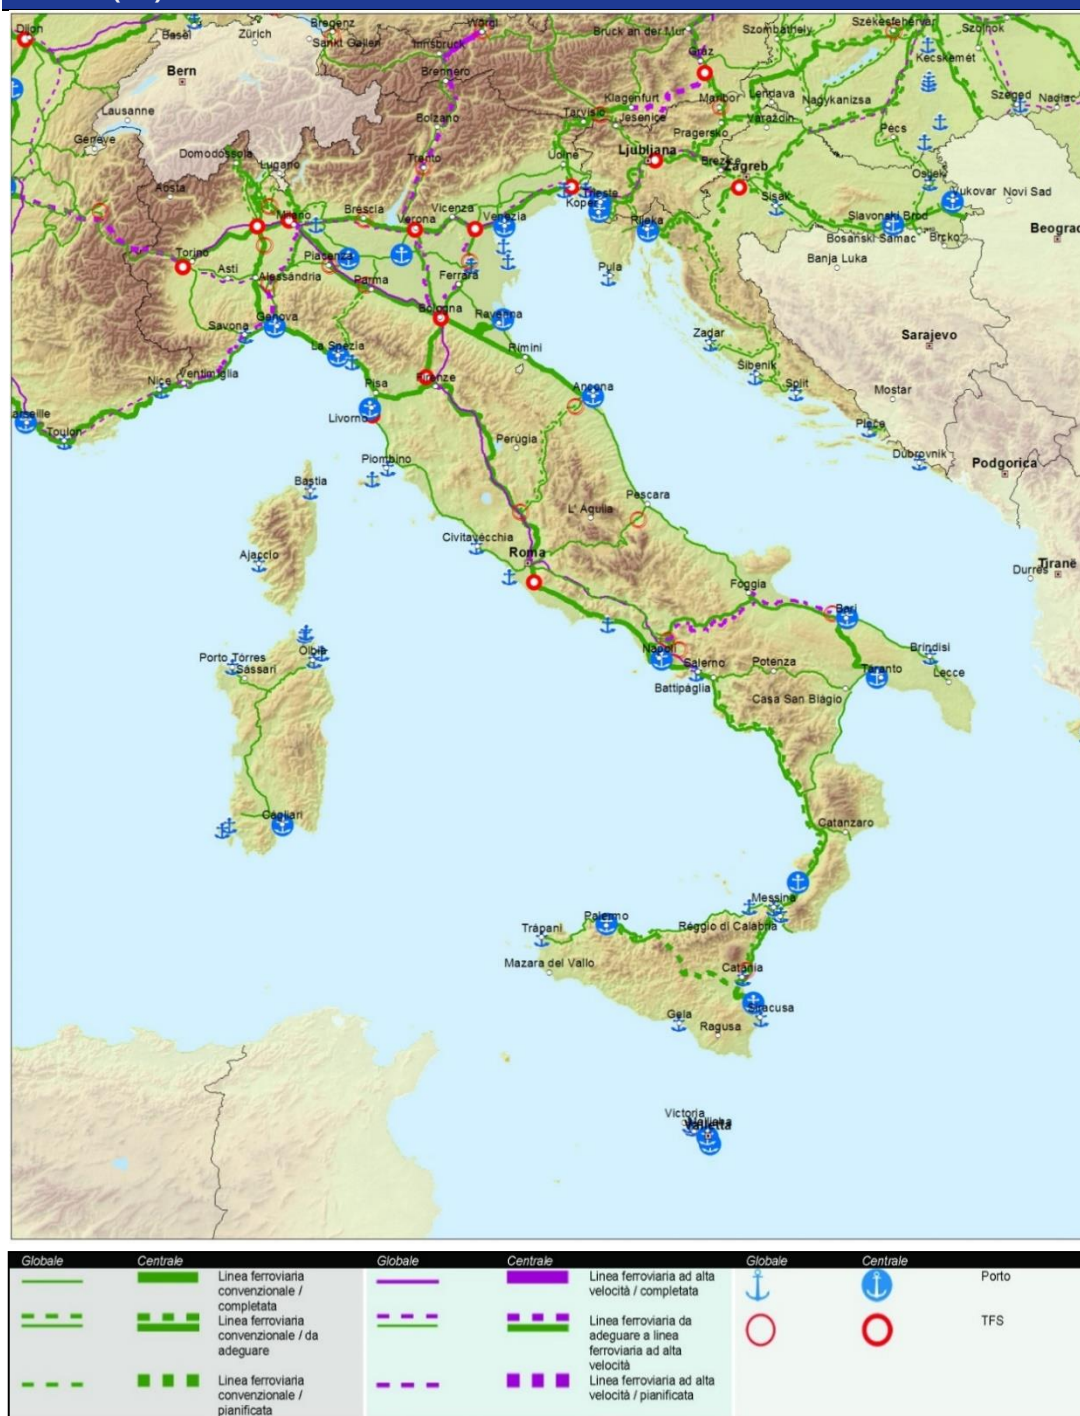 Dijon
Basel
Zürich
Bregenz
Sankt Gallen
Wörgl
Innsbruck
Bruck an der Mur
Szombathely
Székesfehérvár
Szolnok
Kecskemét
Graz
Bern
Brennero
Klagenfurt
Maribor
Lendava
Nagykanizsa
Szeged
Nadlac
Lausanne
Bolzano
Tarvisio
Jesenice
Varaždin
Genève
Pragersko
Pécs
Domodossola
Lugano
Trento
Udine
Ljubljana
Brezice
Zagreb
Osijek
Aosta
Trieste
Koper
Sisak
Vukovar
Novi Sad
Milano
Brescia
Verona
Vicenza
Venezia
Rijeka
Slavonski Brod
Beograd
Bosanski Samac
Brcko
Torino
Piacenza
Banja Luka
Asti
Alessandria
Parma
Ferrara
Pula
Savona
Genova
Bologna
Ravenna
Zadar
Sarajevo
La Spezia
Rimini
Nice
Ventimiglia
Pisa
Firenze
Ancona
Šibenik
Split
Mostar
arseille
Toulon
Livorno
Perugia
Ploče
Dubrovnik
Piombino
Podgorica
Bastia
Pescara
L' Aquila
Civitavecchia
Ajaccio
Roma
Tiranë
Durrës
Foggia
Bari
Porto Torres
Olbia
Sassari
Napoli
Salerno
Potenza
Brindisi
Taranto
Lecce
Battipaglia
Casa San Blagio
Cagliari
Catanzaro
Messina
Palermo
Reggio di Calabria
Trapani
Mazara del Vallo
Catania
Siracusa
Gela
Ragusa
Victoria
Valletta
Globale Centrale Globale Centrale Globale Centrale
Linea ferroviaria
convenzionale /
completata
Linea ferroviaria
convenzionale / da
adeguare
Linea ferroviaria
convenzionale /
pianificata
Linea ferroviaria ad alta
velocità / completata
Linea ferroviaria da
adeguare a linea
ferroviaria ad alta
velocità
Linea ferroviaria ad alta
velocità / pianificata
Porto
TFS